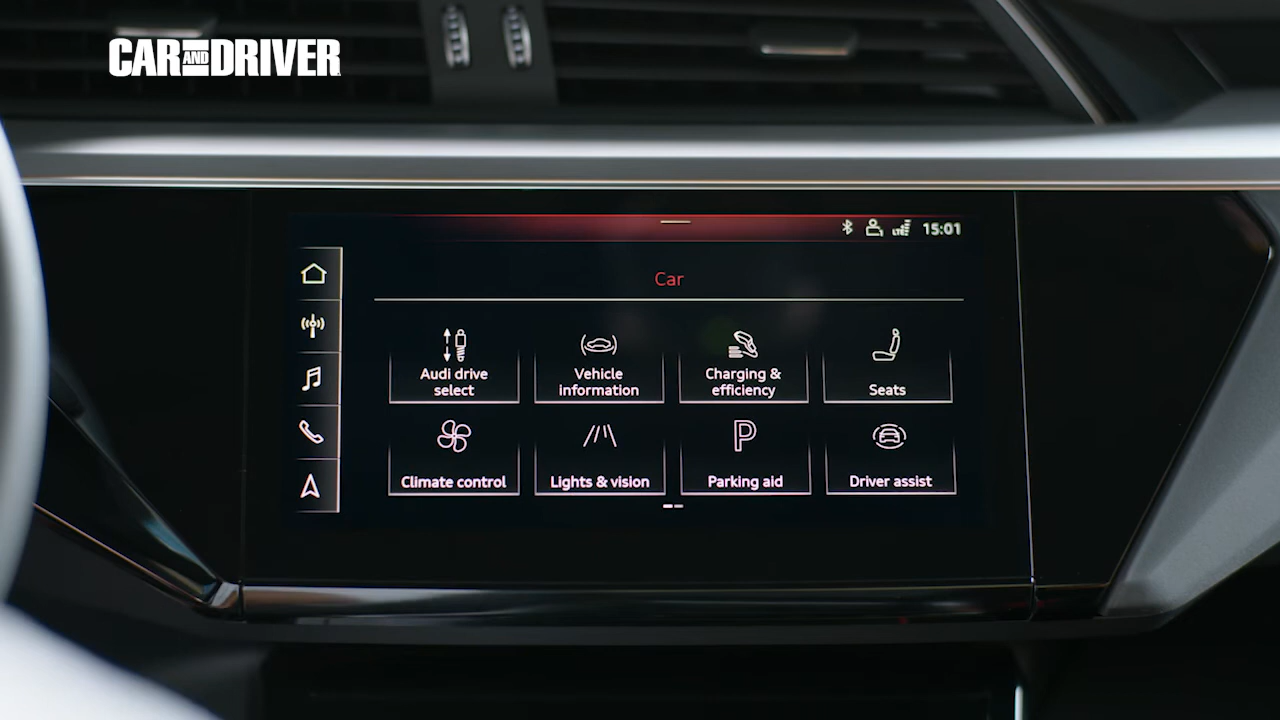 CAR AND DRIVER
LTE 15:01
Car
Audi drive
select
Vehicle
information
Charging &
efficiency
Seats
Climate control
Lights & vision
Parking aid
Driver assist